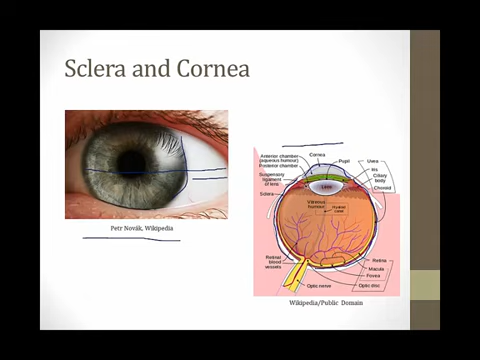 Sclera and Cornea
Petr Novák, Wikipedia
Anterior chamber
(aqueous humour)
Posterior chamber
Cornea
Pupil
Uvea
Iris
Ciliary
body
Choroid
Suspensory
ligament
of lens
Lens
Sclera
Vitreous
humour
Hyaloid
canal
Retinal
blood
vessels
Retina
Macula
Fovea
Optic nerve
Optic disc
Wikipedia/Public Domain